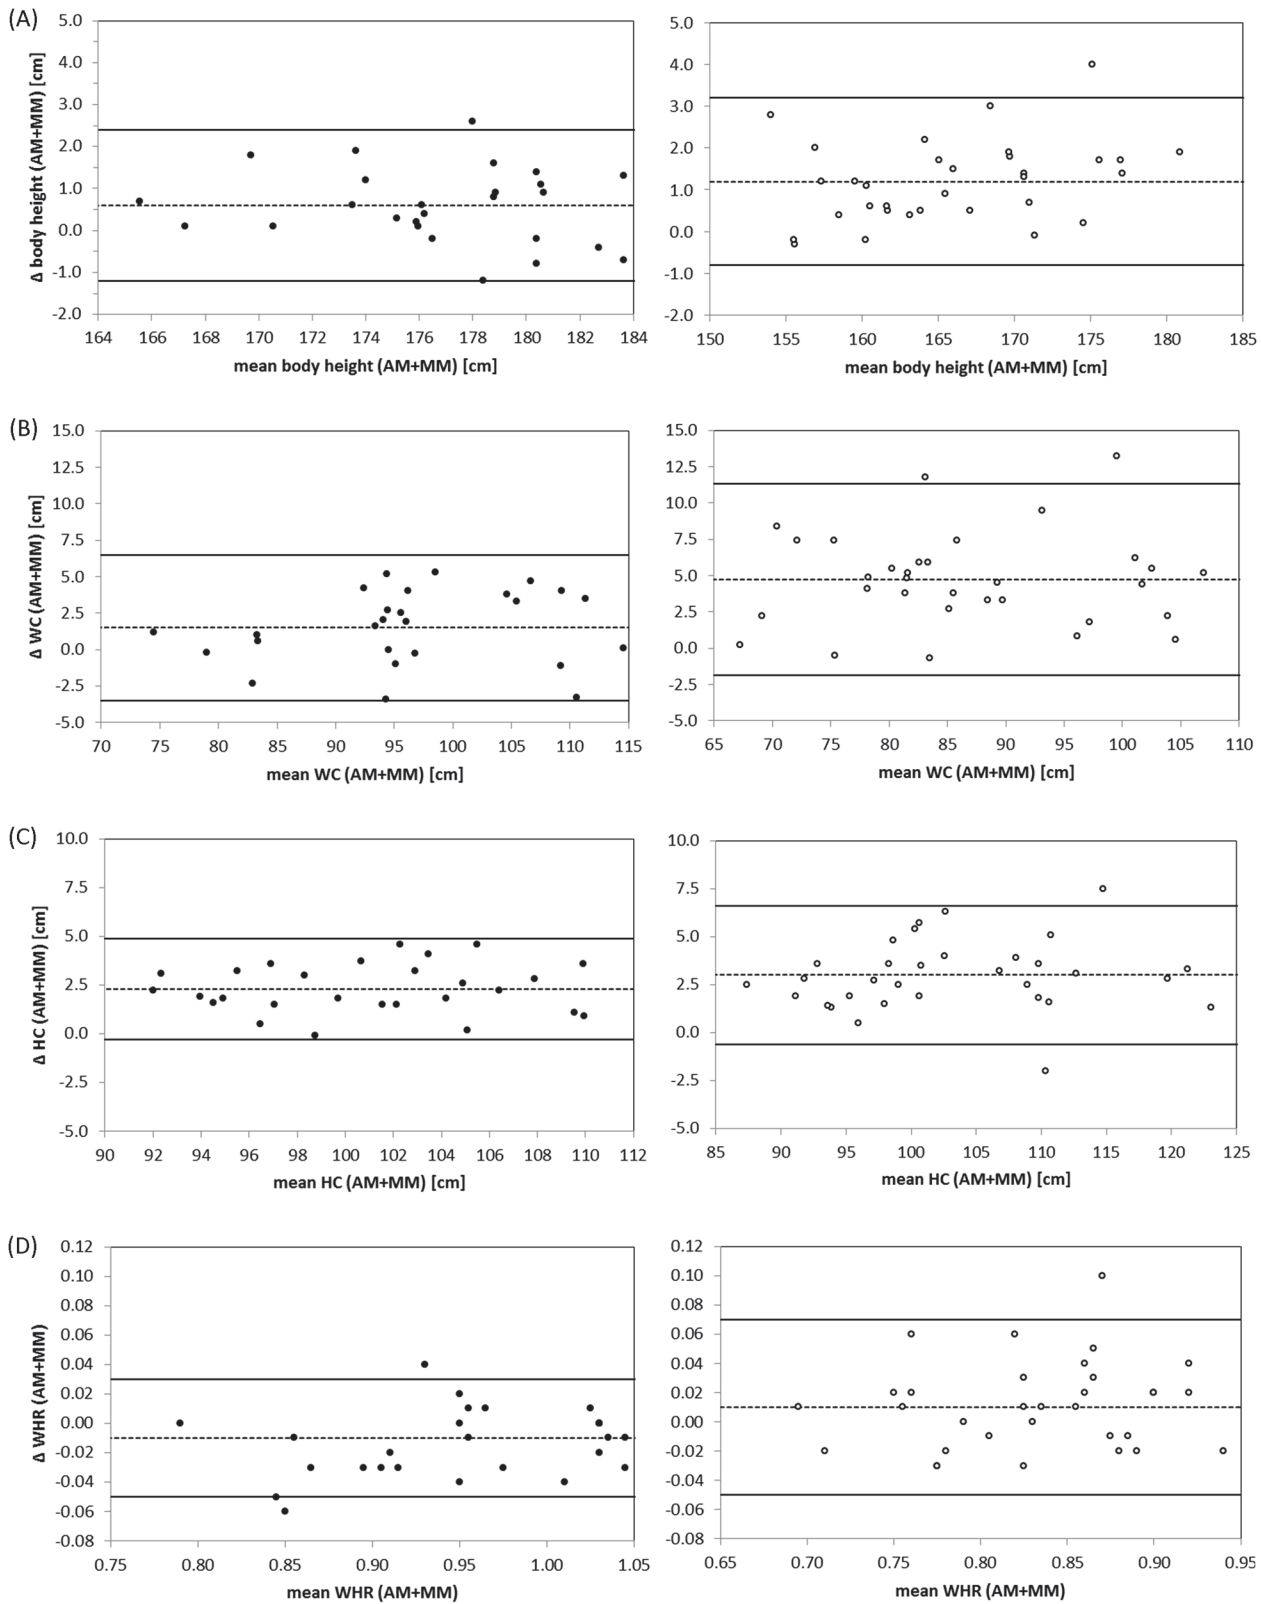 (A)
5.0
4.0
3.0
2.0
1.0
0.0
-1.0
-2.0
Δ body height (AM+MM) [cm]
164 166 168 170 172 174 176 178 180 182 184
mean body height (AM+MM) [cm]
5.0
4.0
3.0
2.0
1.0
0.0
-1.0
-2.0
150 155 160 165 170 175 180 185
mean body height (AM+MM) [cm]
(B)
15.0
12.5
10.0
7.5
5.0
2.5
0.0
-2.5
-5.0
Δ WC (AM+MM) [cm]
70 75 80 85 90 95 100 105 110 115
mean WC (AM+MM) [cm]
15.0
12.5
10.0
7.5
5.0
2.5
0.0
-2.5
-5.0
65 70 75 80 85 90 95 100 105 110
mean WC (AM+MM) [cm]
(C)
10.0
7.5
5.0
2.5
0.0
-2.5
-5.0
Δ HC (AM+MM) [cm]
90 92 94 96 98 100 102 104 106 108 110 112
mean HC (AM+MM) [cm]
10.0
7.5
5.0
2.5
0.0
-2.5
-5.0
85 90 95 100 105 110 115 120 125
mean HC (AM+MM) [cm]
(D)
0.12
0.10
0.08
0.06
0.04
0.02
0.00
-0.02
-0.04
-0.06
-0.08
Δ WHR (AM+MM)
0.75 0.80 0.85 0.90 0.95 1.00 1.05
mean WHR (AM+MM)
0.12
0.10
0.08
0.06
0.04
0.02
0.00
-0.02
-0.04
-0.06
-0.08
0.65 0.70 0.75 0.80 0.85 0.90 0.95
mean WHR (AM+MM)